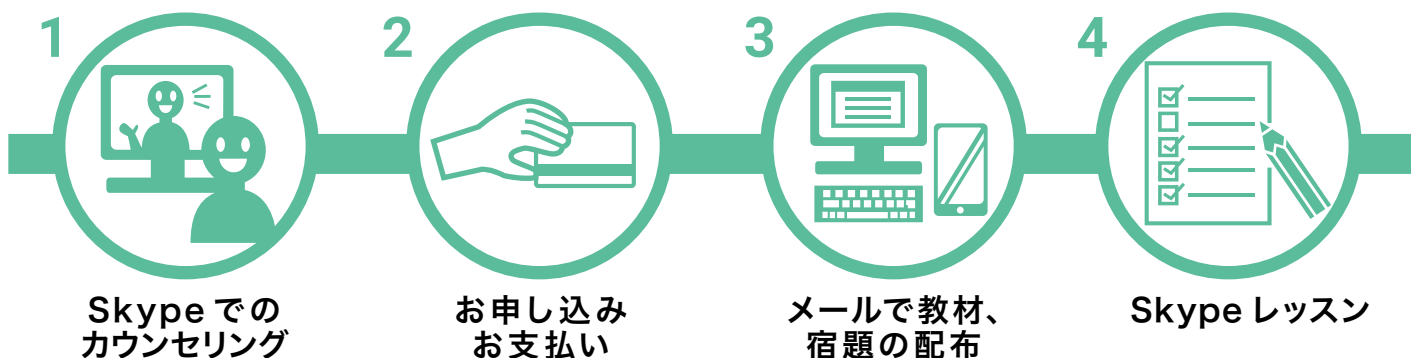 1
Skypeでの
カウンセリング
2
お申し込み
お支払い
3
メールで教材、
宿題の配布
4
Skypeレッスン